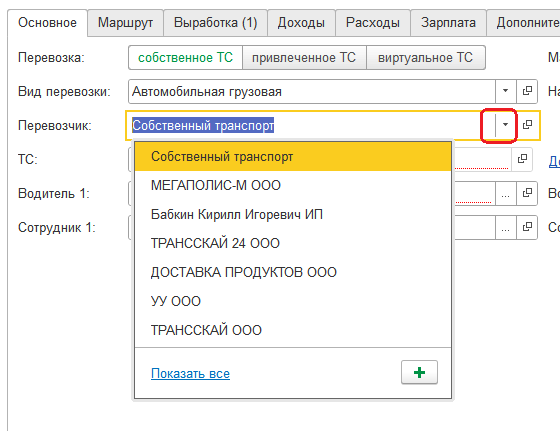 Основное Маршрут Выработка (1) Доходы Расходы Зарплата Дополните
Перевозка: собственное ТС привлеченное ТС виртуальное ТС М
Вид перевозки: Автомобильная грузовая На
Перевозчик: Собственный транспорт
ТС: До
Собственный транспорт
МЕГАПОЛИС-М ООО
Водитель 1: ... Во
Бабкин Кирилл Игоревич ИП
Сотрудник 1: ... Со
ТРАНССКАЙ 24 ООО
ДОСТАВКА ПРОДУКТОВ ООО
УУ ООО
ТРАНССКАЙ ООО
Показать все